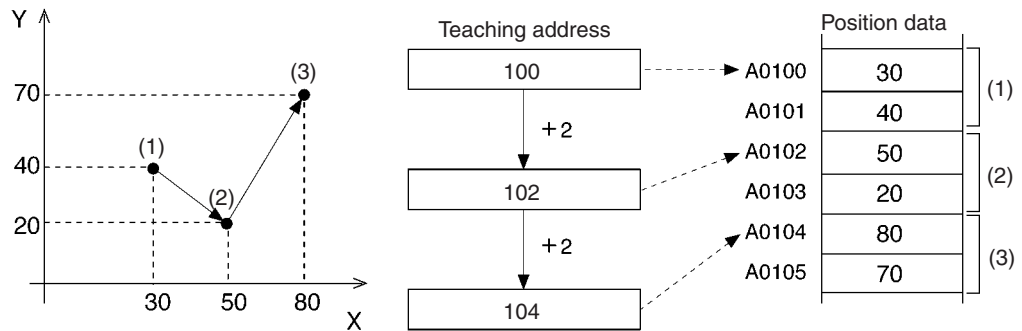 Y
70
40
20
(1)
(2)
(3)
30
50
80
X
Teaching address
100
+2
102
+2
104
Position data
A0100 30
A0101 40
(1)
A0102 50
A0103 20
(2)
A0104 80
A0105 70
(3)